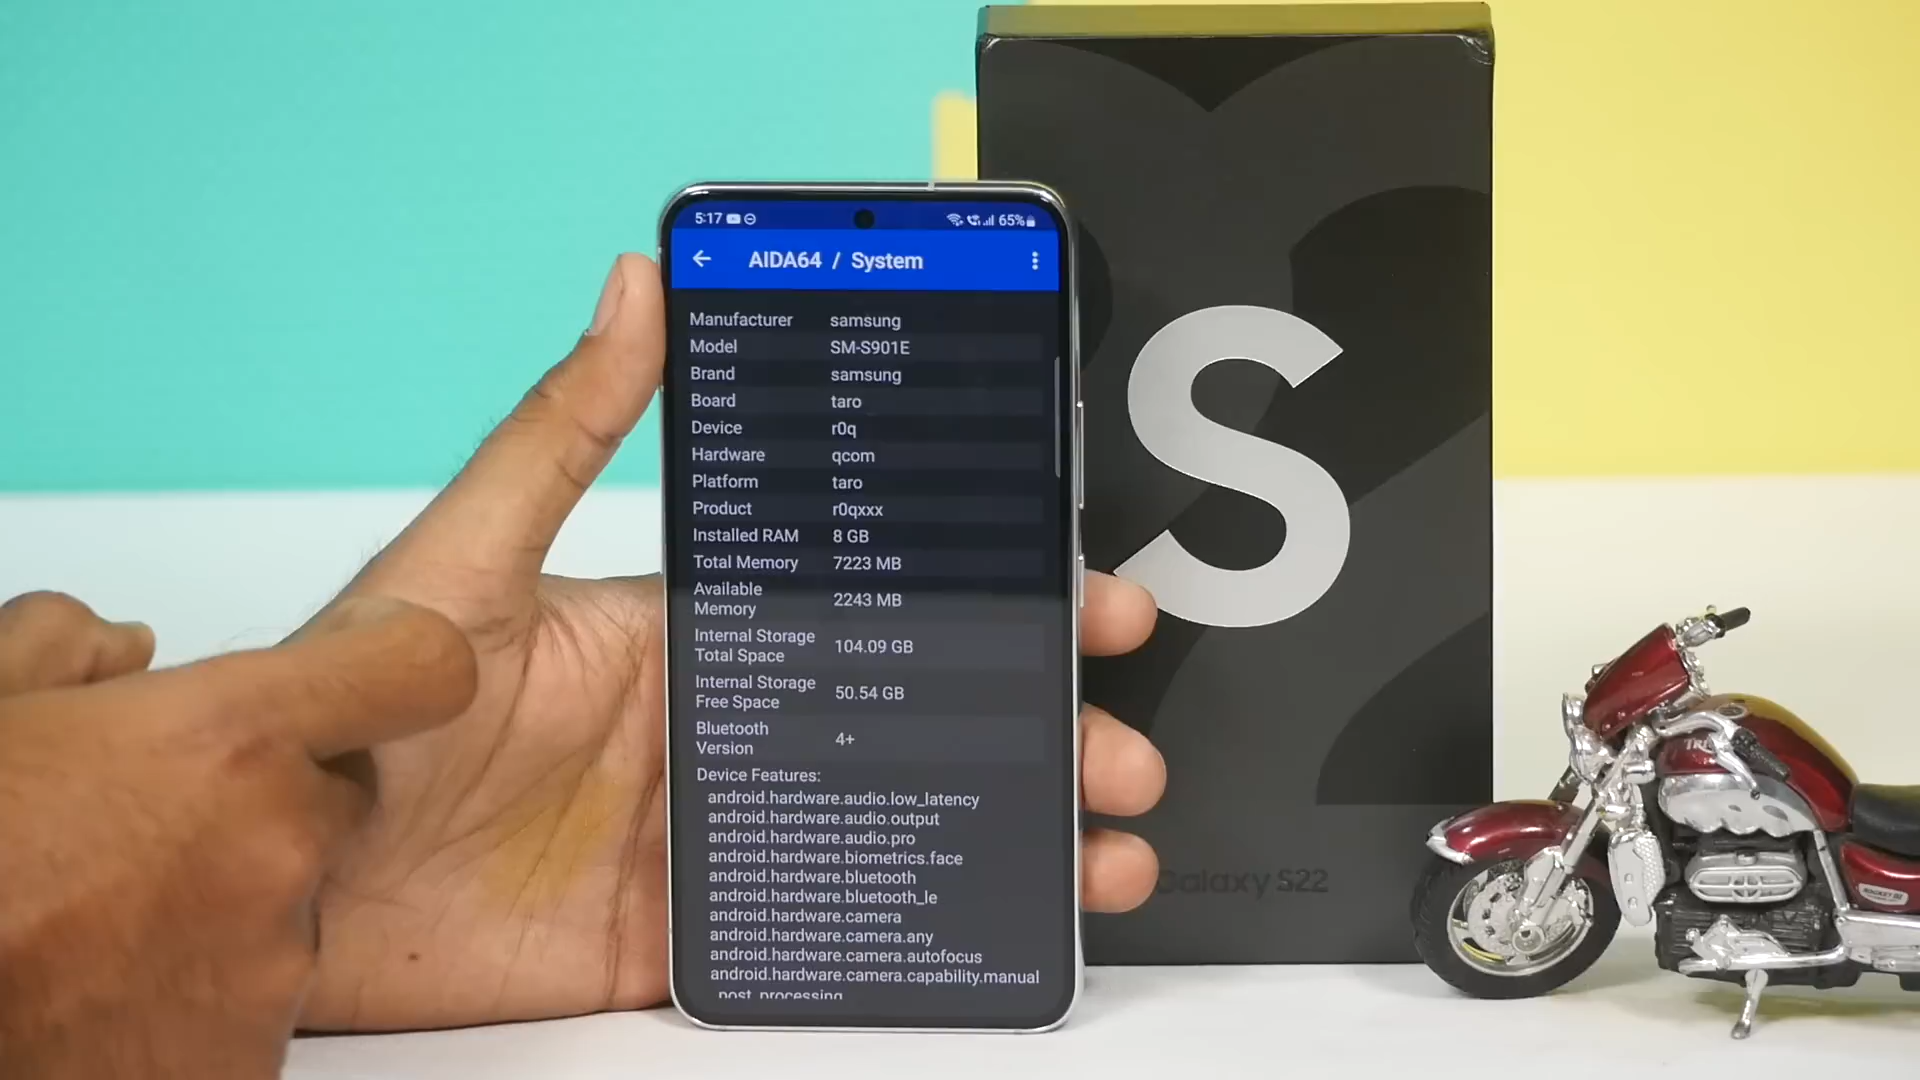 5:17
65%
AIDA64 / System
Manufacturer samsung
Model SM-S901E
Brand samsung
Board taro
Device r0q
Hardware qcom
Platform taro
Product r0qxxx
Installed RAM 8 GB
Total Memory 7223 MB
Available Memory 2243 MB
Internal Storage Total Space 104.09 GB
Internal Storage Free Space 50.54 GB
Bluetooth Version 4+
Device Features:
android.hardware.audio.low_latency
android.hardware.audio.output
android.hardware.audio.pro
android.hardware.biometrics.face
android.hardware.bluetooth
android.hardware.bluetooth_le
android.hardware.camera
android.hardware.camera.any
android.hardware.camera.autofocus
android.hardware.camera.capability.manual
post_processing
S
Galaxy S22